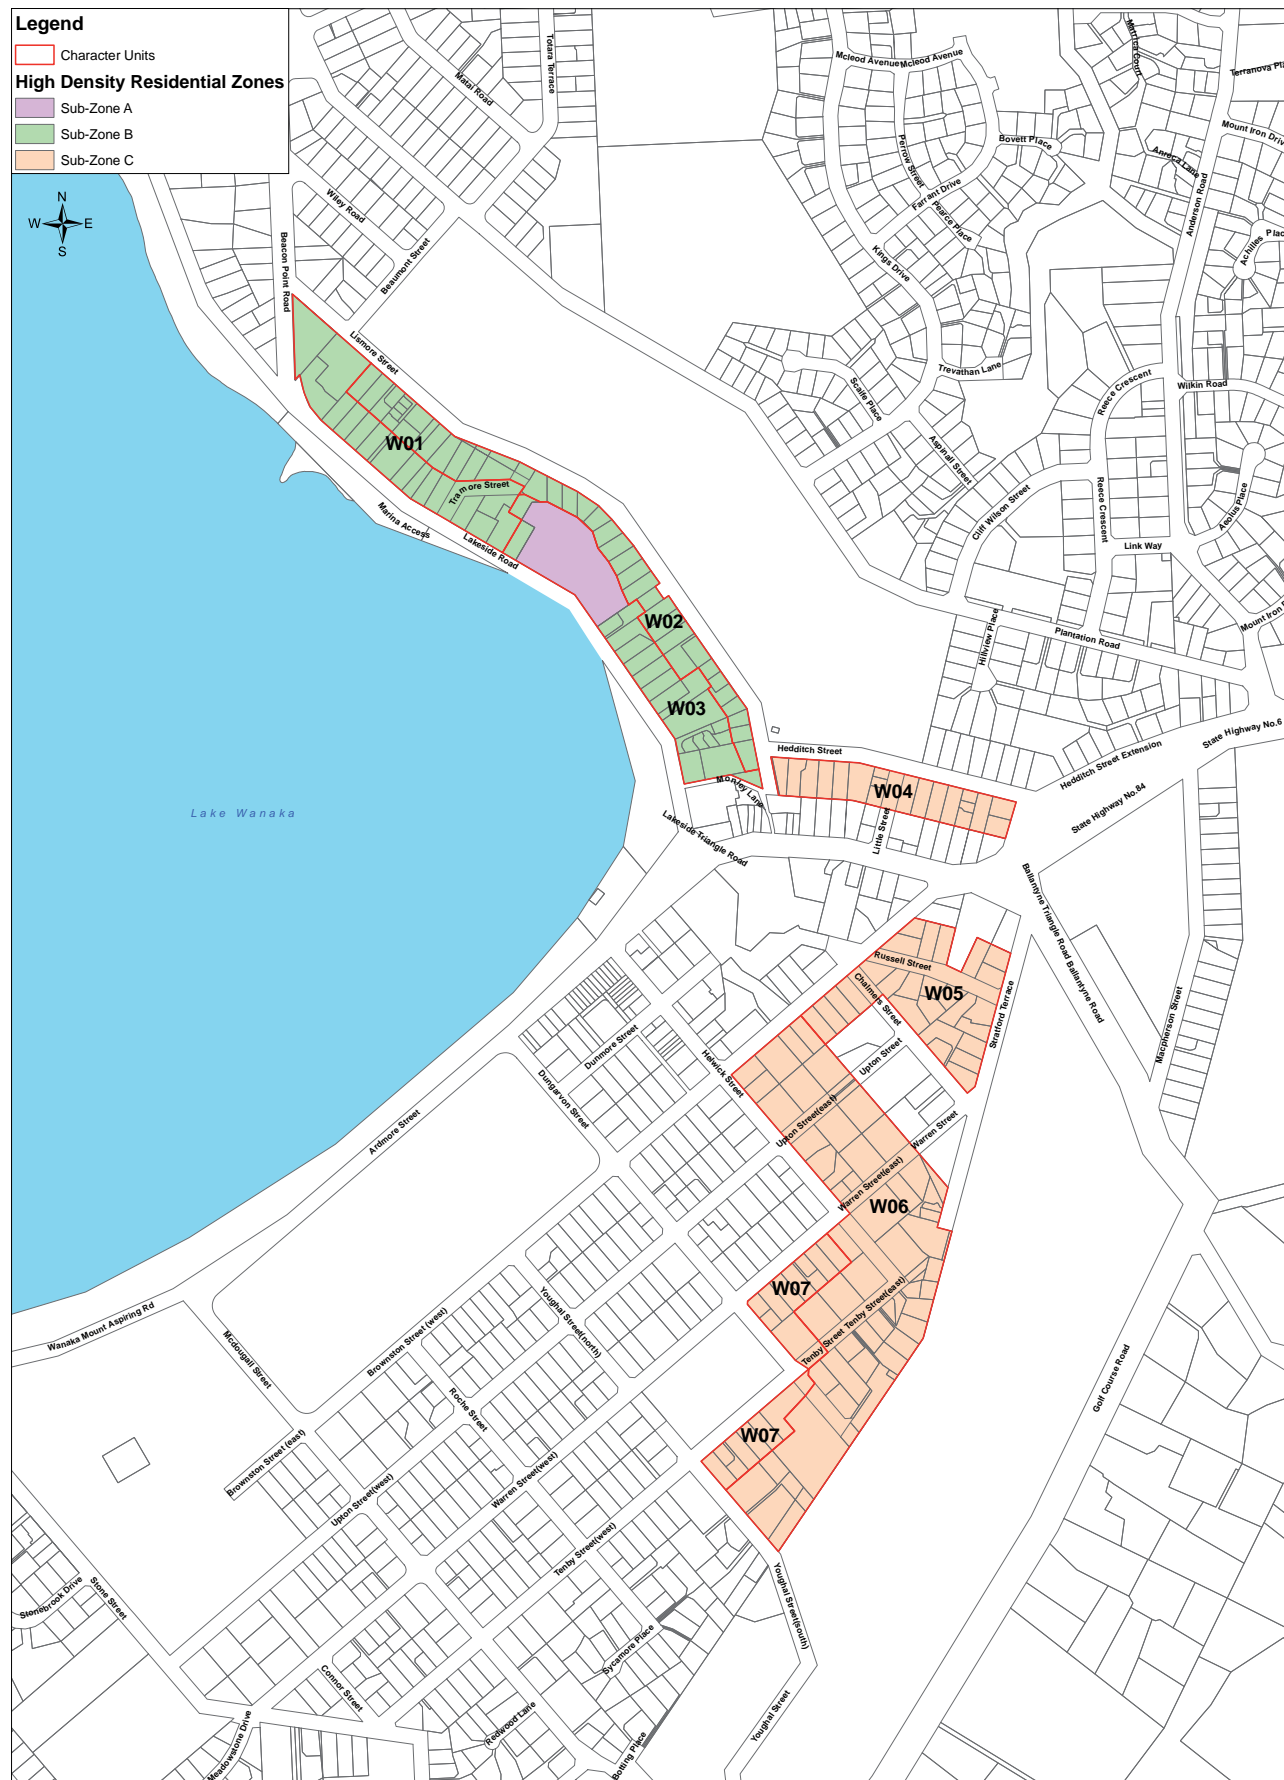 Legend
Character Units
High Density Residential Zones
Sub-Zone A
Sub-Zone B
Sub-Zone C
N
W
E
S
Totara Terrace
Matai Road
Wiley Road
Beaumont Street
Beacon Point Road
Lismore Street
Mcleod Avenue
Mcleod Avenue
Matrica Court
Terranova Pla
Mount Iron Drive
Bovett Place
Anreca Lane
Perrow Street
Farrant Drive
Pearce Place
Anderson Road
Achilles
Plac
Kings Drive
Trevathan Lane
Scaife Place
Reece Crescent
Wilkin Road
Aspinall Street
W01
Tramore Street
Marina Access
Lakeside Road
Cliff Wilson Street
Reece Crescent
Aeolus Place
Link Way
W02
Hillview Place
Plantation Road
Mount Iron
W03
Hedditch Street
State Highway No.6
Hedditch Street Extension
Monley Lane
W04
State Highway No.84
Lake Wanaka
Lakeside Triangle Road
Little Street
Ballantyne Triangle Road
Ballantyne Road
Russell Street
W05
Chalmers Street
Stratford Terrace
Macpherson Street
Dunmore Street
Helwick Street
Upton Street
Dungarvon Street
Ardmore Street
Upton Street(east)
Warren Street
Warren Street(east)
W06
W07
Tenby Street
Tenby Street(east)
Wanaka Mount Aspiring Rd
Mcdougall Street
Brownston Street (west)
Youghal Street(north)
Golf Course Road
Roche Street
W07
Brownston Street (east)
Upton Street(west)
Warren Street(west)
Tenby Street(west)
Stonebrook Drive
Stone Street
Youghal Street(south)
Sycamore Place
Connor Street
Redwood Lane
Youghal Street
Meadowstone Drive
Botting Place